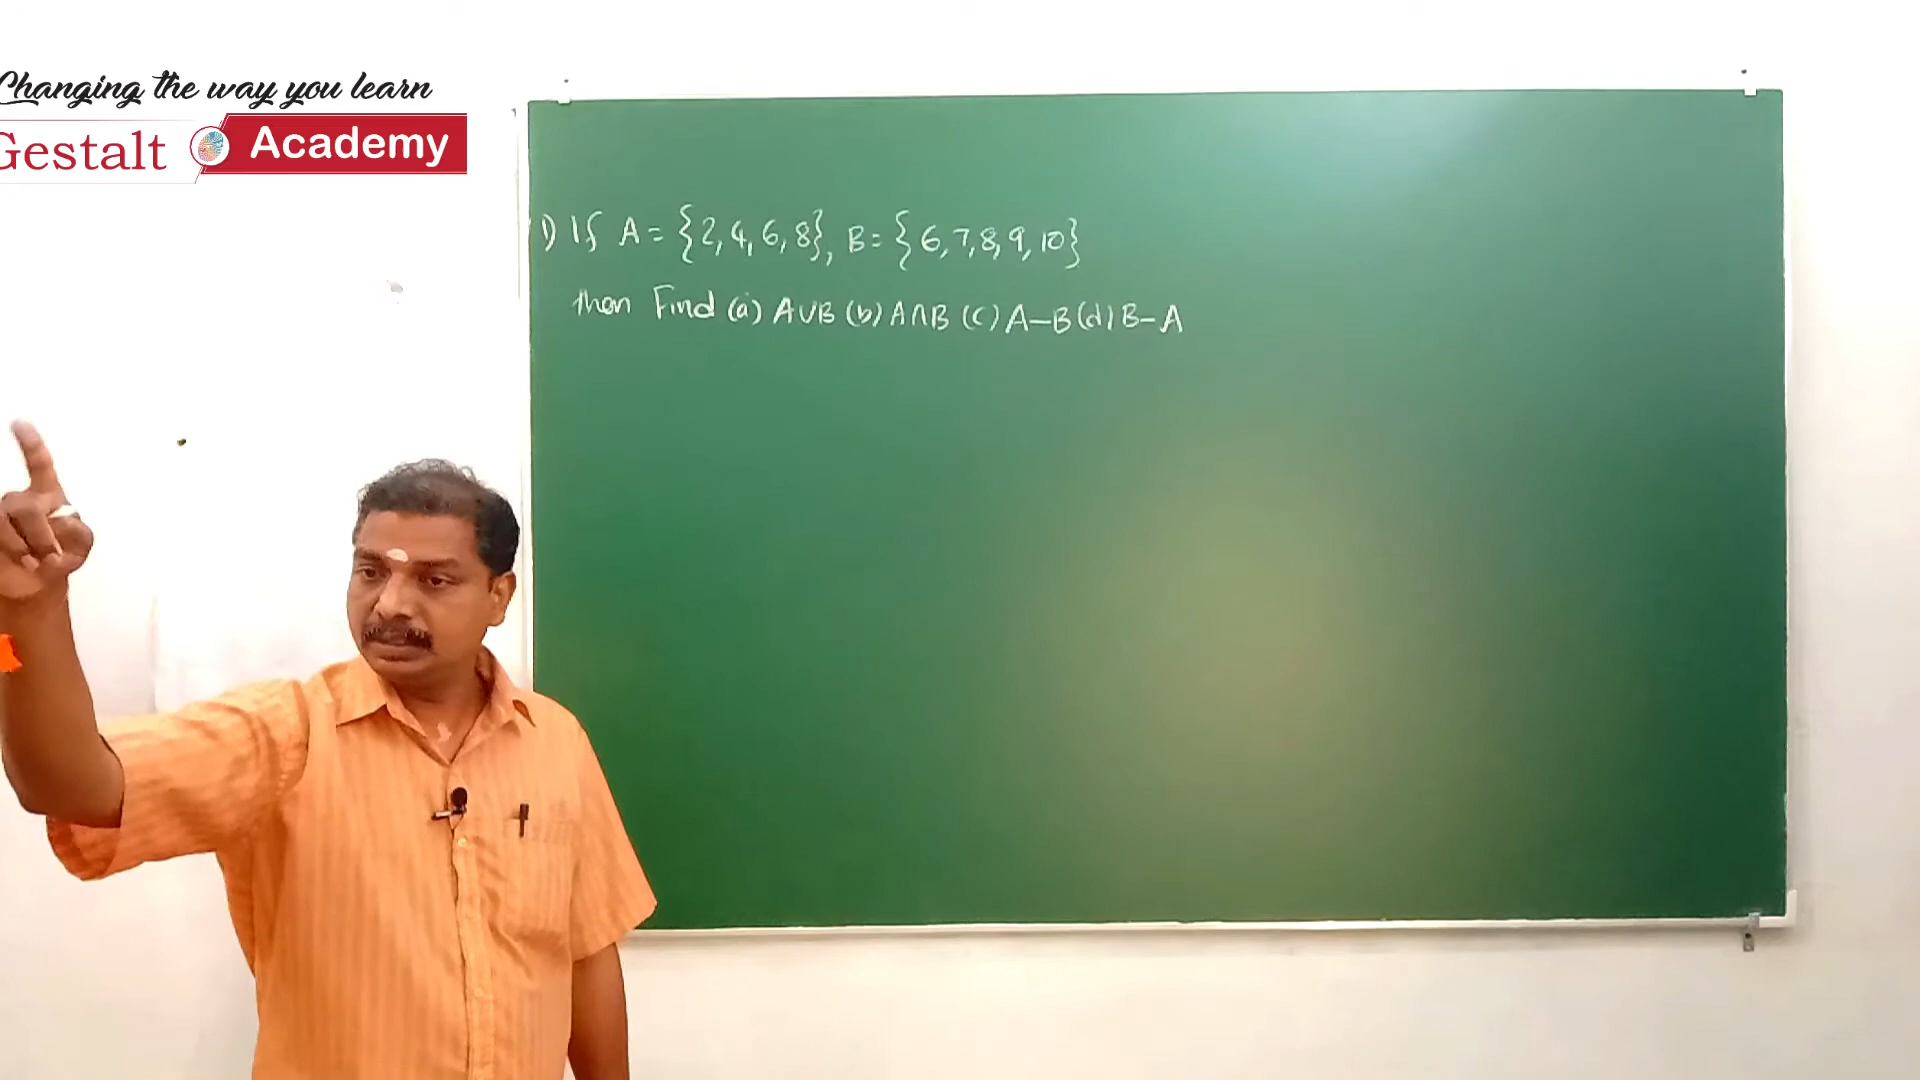 Changing the way you learn
Gestalt Academy
1) If A = {2, 4, 6, 8}, B = {6, 7, 8, 9, 10}
then Find (a) A∪B (b) A∩B (c) A–B (d) B–A